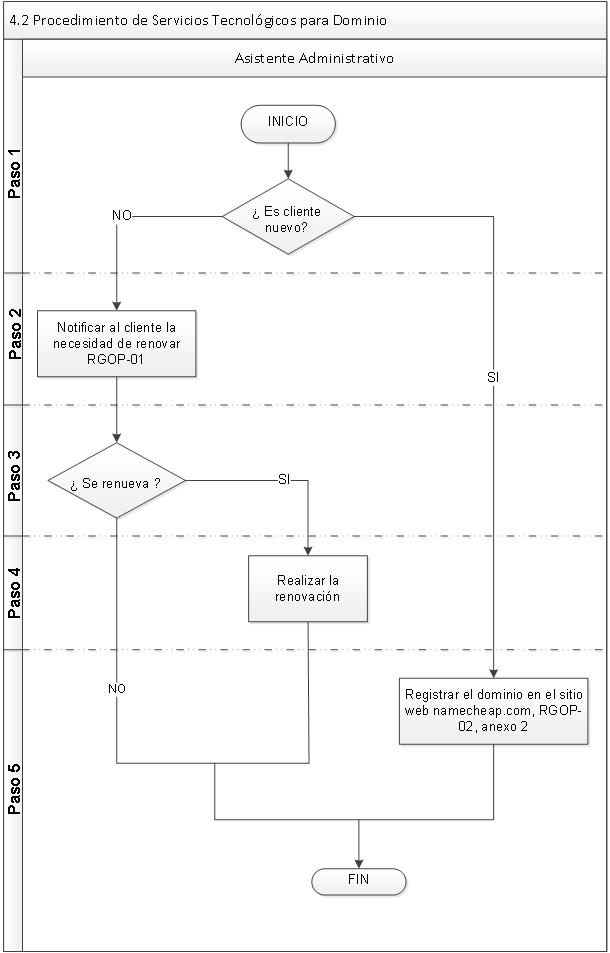 4.2 Procedimiento de Servicios Tecnológicos para Dominio
Asistente Administrativo
Paso 1
INICIO
¿ Es cliente
nuevo?
NO
Paso 2
Notificar al cliente la
necesidad de renovar
RGOP-01
SI
Paso 3
¿ Se renueva ?
SI
Paso 4
Realizar la
renovación
Paso 5
NO
Registrar el dominio en el sitio
web namecheap.com, RGOP-
02, anexo 2
FIN